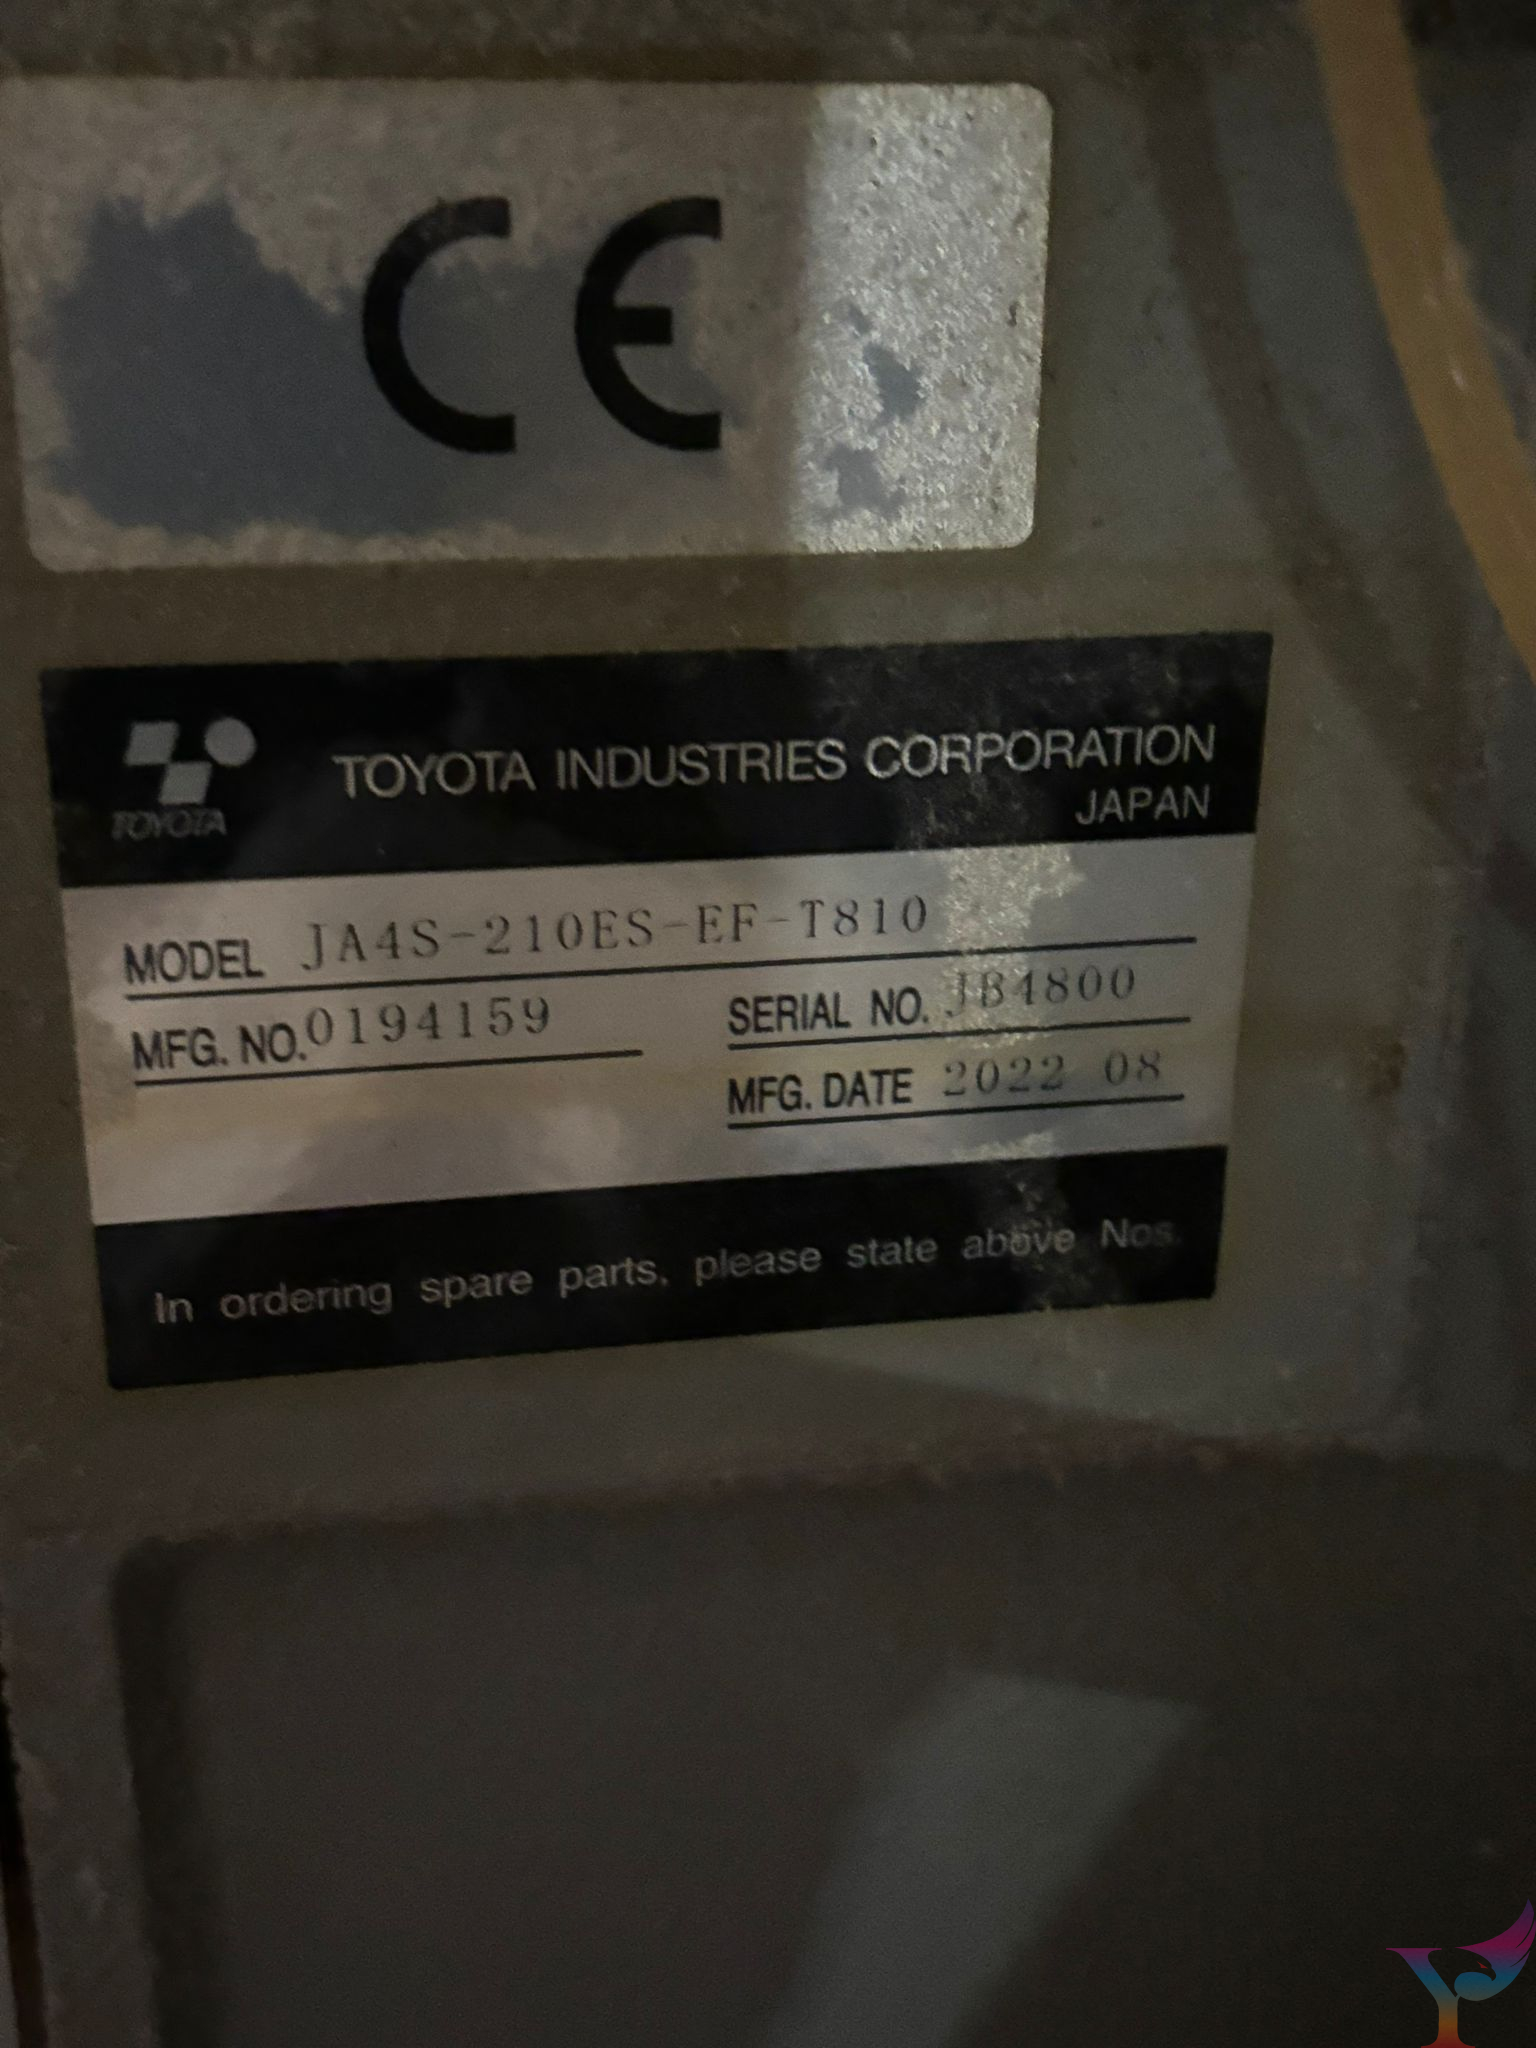 CE
TOYOTA INDUSTRIES CORPORATION
JAPAN
TOYOTA
MODEL JA4S-210ES-EF-T810
MFG. NO. 0194159
SERIAL NO. JB4800
MFG. DATE 2022 08
In ordering spare parts, please state above Nos.